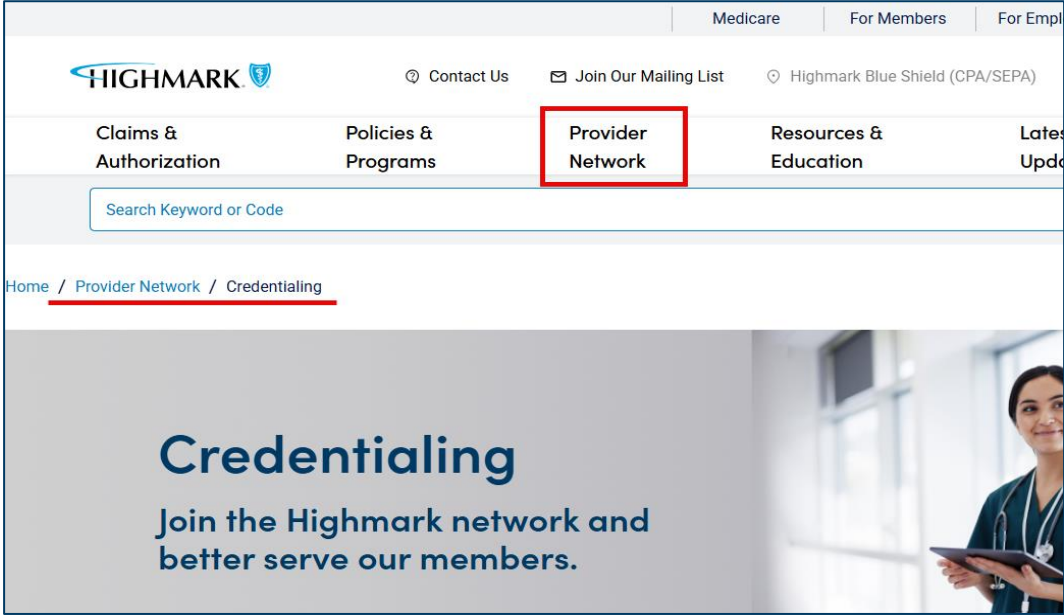 Medicare For Members For Empl
HIGHMARK Contact Us Join Our Mailing List Highmark Blue Shield (CPA/SEPA)
Claims & Policies & Provider Resources & Lates
Authorization Programs Network Education Upda
Search Keyword or Code
Home / Provider Network / Credentialing
Credentialing
Join the Highmark network and
better serve our members.